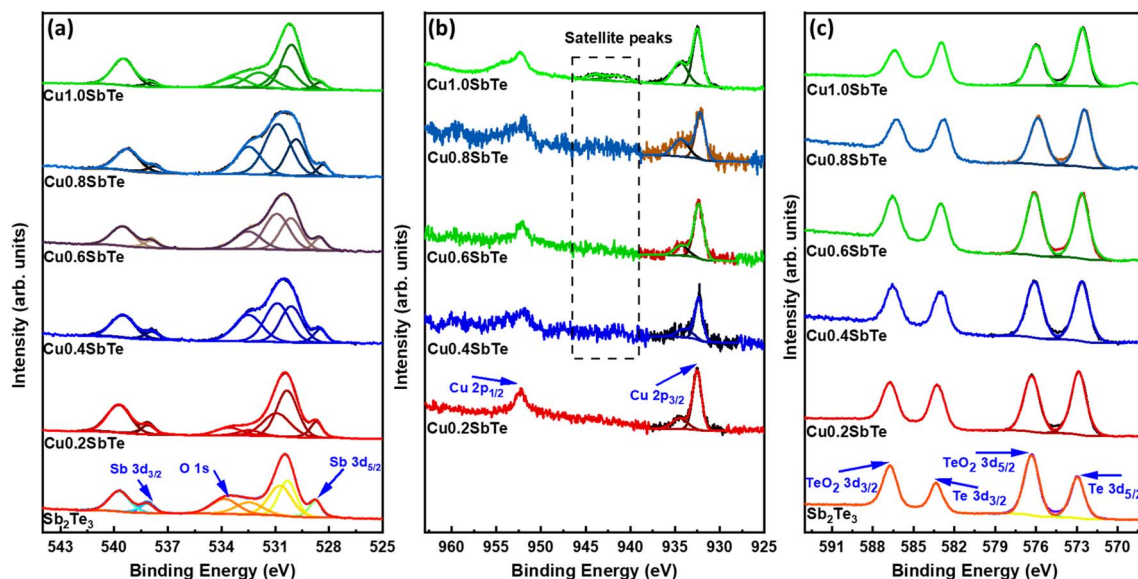 (a)
Cu1.0SbTe
Cu0.8SbTe
Cu0.6SbTe
Cu0.4SbTe
Cu0.2SbTe
Sb 3d3/2
O 1s
Sb 3d5/2
Sb2Te3
543 540 537 534 531 528 525
Binding Energy (eV)
Intensity (arb. units)
(b)
Satellite peaks
Cu1.0SbTe
Cu0.8SbTe
Cu0.6SbTe
Cu0.4SbTe
Cu 2p1/2
Cu 2p3/2
Cu0.2SbTe
960 955 950 945 940 935 930 925
Binding Energy (eV)
Intensity (arb. units)
(c)
Cu1.0SbTe
Cu0.8SbTe
Cu0.6SbTe
Cu0.4SbTe
Cu0.2SbTe
TeO2 3d5/2
TeO2 3d3/2
Te 3d3/2
Te 3d5/2
Sb2Te3
591 588 585 582 579 576 573 570
Binding Energy (eV)
Intensity (arb. units)